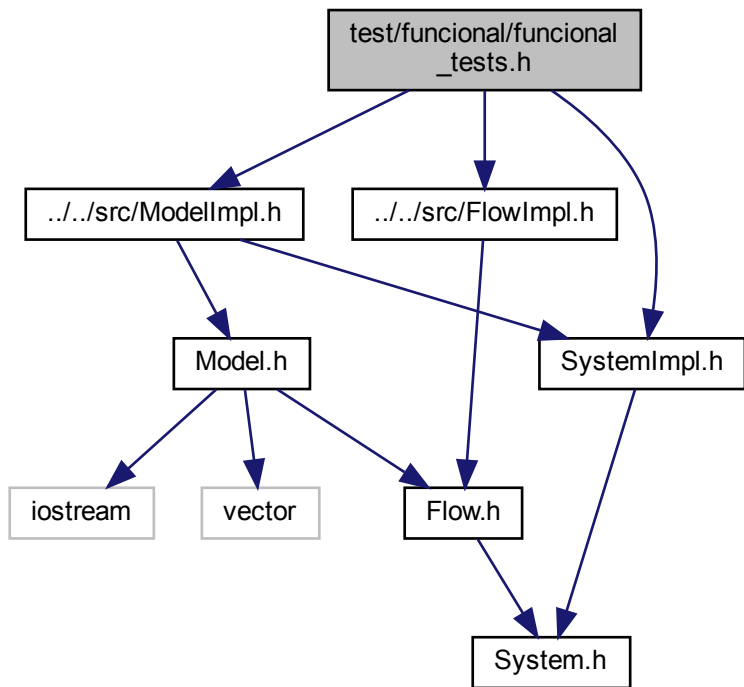 test/funcional/funcional
_tests.h
../../src/ModelImpl.h
../../src/FlowImpl.h
Model.h
SystemImpl.h
iostream
vector
Flow.h
System.h